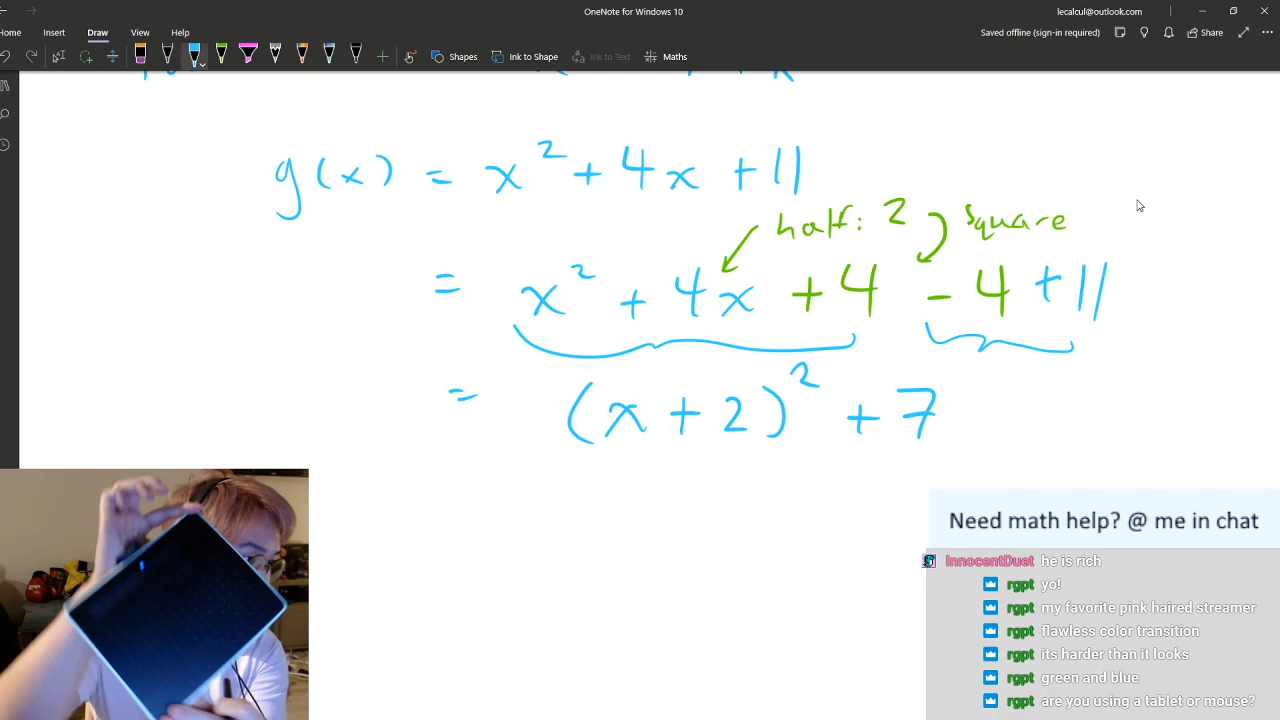 OneNote for Windows 10
lecalcul@outlook.com
Home Insert Draw View Help
Saved offline (sign-in required) Share
Shapes Ink to Shape Ink to Text Maths
g(x) = x² + 4x + 11
half: 2 square
= x² + 4x + 4 - 4 + 11
= (x + 2)² + 7
Need math help? @ me in chat
InnocentDuet he is rich
rgpt yo!
rgpt my favorite pink haired streamer
rgpt flawless color transition
rgpt its harder than it looks
rgpt green and blue
rgpt are you using a tablet or mouse?